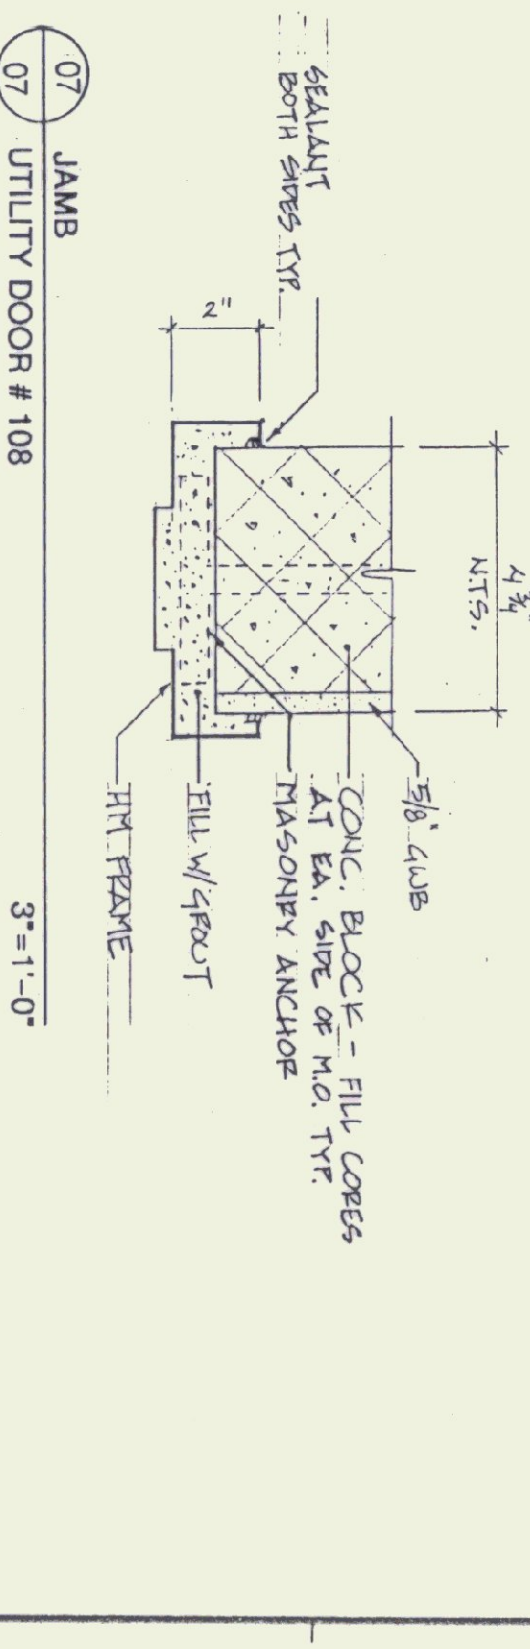 4 3/4"
N.T.S.
5/8" GWB
CONC. BLOCK - FILL CORES
AT EA. SIDE OF M.O. TYP.
MASONRY ANCHOR
FILL W/GROUT
HM FRAME
SEALANT
BOTH SIDES TYP.
2"
07
07
JAMB
UTILITY DOOR # 108
3"=1'-0"